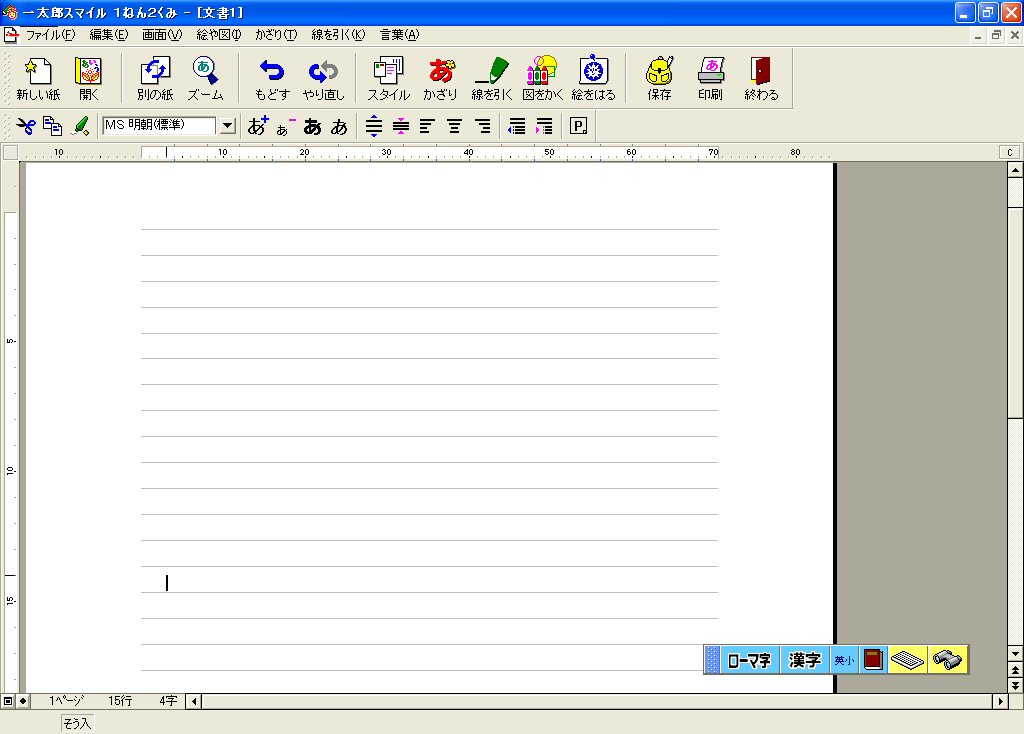 一太郎スマイル 1ねん2くみ - [文書1]
ファイル(F) 編集(E) 画面(V) 絵や図(I) かざり(T) 線を引く(K) 言葉(A)
新しい紙 開く 別の紙 ズーム もどす やり直し スタイル かざり 線を引く 図をかく 絵をはる 保存 印刷 終わる
MS 明朝(標準) あ+ あ- あ あ P
10 10 20 30 40 50 60 70 80 C
5
10
15
ローマ字 漢字 英小
1ページ 15行 4字
そう入